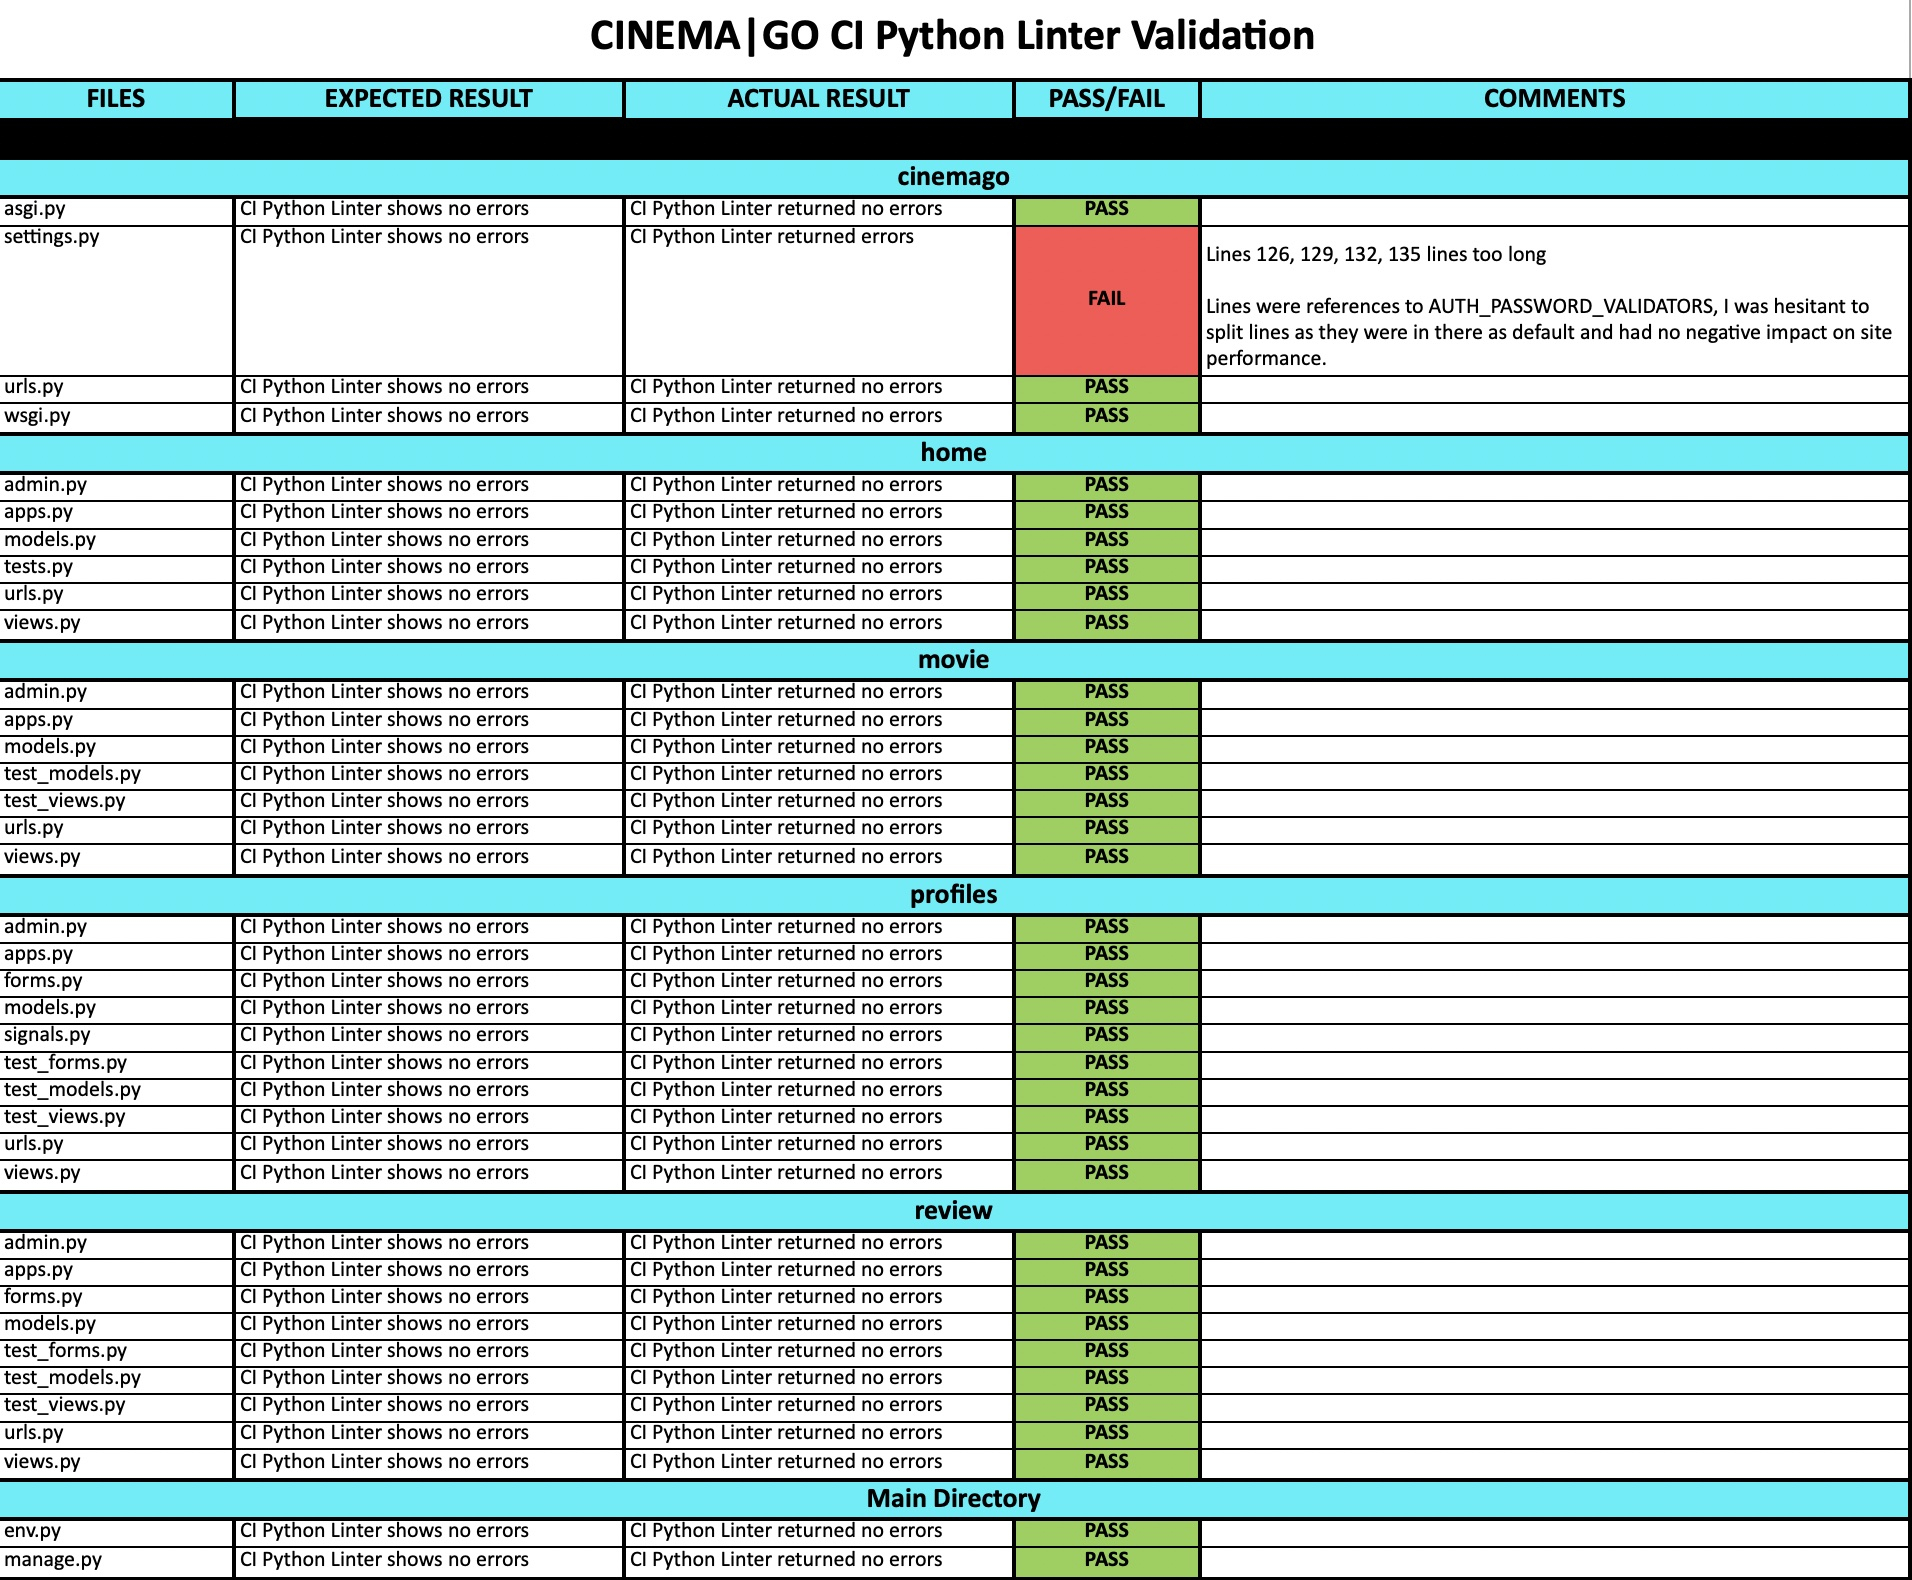 CINEMA|GO CI Python Linter Validation
FILES EXPECTED RESULT ACTUAL RESULT PASS/FAIL COMMENTS
cinemago
asgi.py CI Python Linter shows no errors CI Python Linter returned no errors PASS
settings.py CI Python Linter shows no errors CI Python Linter returned errors FAIL
Lines 126, 129, 132, 135 lines too long
Lines were references to AUTH_PASSWORD_VALIDATORS, I was hesitant to
split lines as they were in there as default and had no negative impact on site
performance.
urls.py CI Python Linter shows no errors CI Python Linter returned no errors PASS
wsgi.py CI Python Linter shows no errors CI Python Linter returned no errors PASS
home
admin.py CI Python Linter shows no errors CI Python Linter returned no errors PASS
apps.py CI Python Linter shows no errors CI Python Linter returned no errors PASS
models.py CI Python Linter shows no errors CI Python Linter returned no errors PASS
tests.py CI Python Linter shows no errors CI Python Linter returned no errors PASS
urls.py CI Python Linter shows no errors CI Python Linter returned no errors PASS
views.py CI Python Linter shows no errors CI Python Linter returned no errors PASS
movie
admin.py CI Python Linter shows no errors CI Python Linter returned no errors PASS
apps.py CI Python Linter shows no errors CI Python Linter returned no errors PASS
models.py CI Python Linter shows no errors CI Python Linter returned no errors PASS
test_models.py CI Python Linter shows no errors CI Python Linter returned no errors PASS
test_views.py CI Python Linter shows no errors CI Python Linter returned no errors PASS
urls.py CI Python Linter shows no errors CI Python Linter returned no errors PASS
views.py CI Python Linter shows no errors CI Python Linter returned no errors PASS
profiles
admin.py CI Python Linter shows no errors CI Python Linter returned no errors PASS
apps.py CI Python Linter shows no errors CI Python Linter returned no errors PASS
forms.py CI Python Linter shows no errors CI Python Linter returned no errors PASS
models.py CI Python Linter shows no errors CI Python Linter returned no errors PASS
signals.py CI Python Linter shows no errors CI Python Linter returned no errors PASS
test_forms.py CI Python Linter shows no errors CI Python Linter returned no errors PASS
test_models.py CI Python Linter shows no errors CI Python Linter returned no errors PASS
test_views.py CI Python Linter shows no errors CI Python Linter returned no errors PASS
urls.py CI Python Linter shows no errors CI Python Linter returned no errors PASS
views.py CI Python Linter shows no errors CI Python Linter returned no errors PASS
review
admin.py CI Python Linter shows no errors CI Python Linter returned no errors PASS
apps.py CI Python Linter shows no errors CI Python Linter returned no errors PASS
forms.py CI Python Linter shows no errors CI Python Linter returned no errors PASS
models.py CI Python Linter shows no errors CI Python Linter returned no errors PASS
test_forms.py CI Python Linter shows no errors CI Python Linter returned no errors PASS
test_models.py CI Python Linter shows no errors CI Python Linter returned no errors PASS
test_views.py CI Python Linter shows no errors CI Python Linter returned no errors PASS
urls.py CI Python Linter shows no errors CI Python Linter returned no errors PASS
views.py CI Python Linter shows no errors CI Python Linter returned no errors PASS
Main Directory
env.py CI Python Linter shows no errors CI Python Linter returned no errors PASS
manage.py CI Python Linter shows no errors CI Python Linter returned no errors PASS